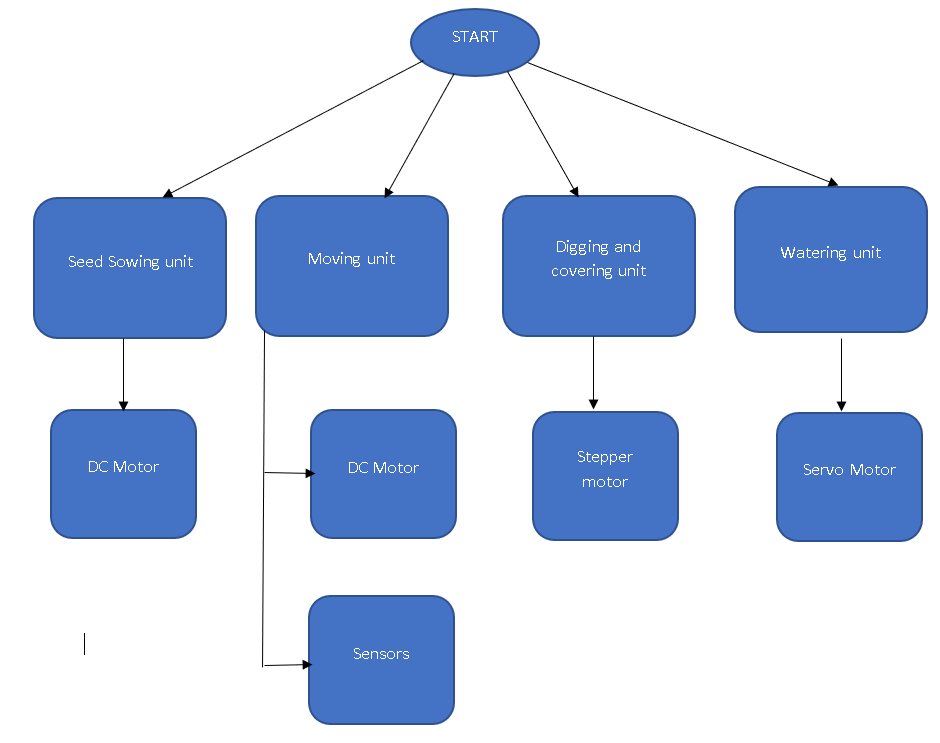 START
Seed Sowing unit
Moving unit
Digging and
covering unit
Watering unit
DC Motor
DC Motor
Stepper
motor
Servo Motor
Sensors